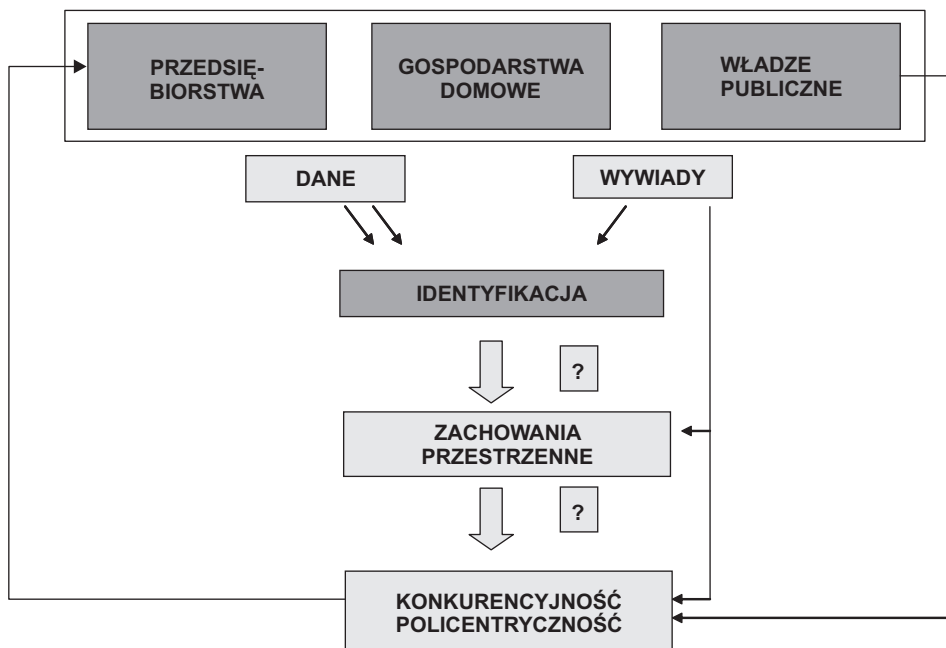 PRZEDSIĘ-
BIORSTWA
GOSPODARSTWA
DOMOWE
WŁADZE
PUBLICZNE
DANE
WYWIADY
IDENTYFIKACJA
?
ZACHOWANIA
PRZESTRZENNE
?
KONKURENCYJNOŚĆ
POLICENTRYCZNOŚĆ